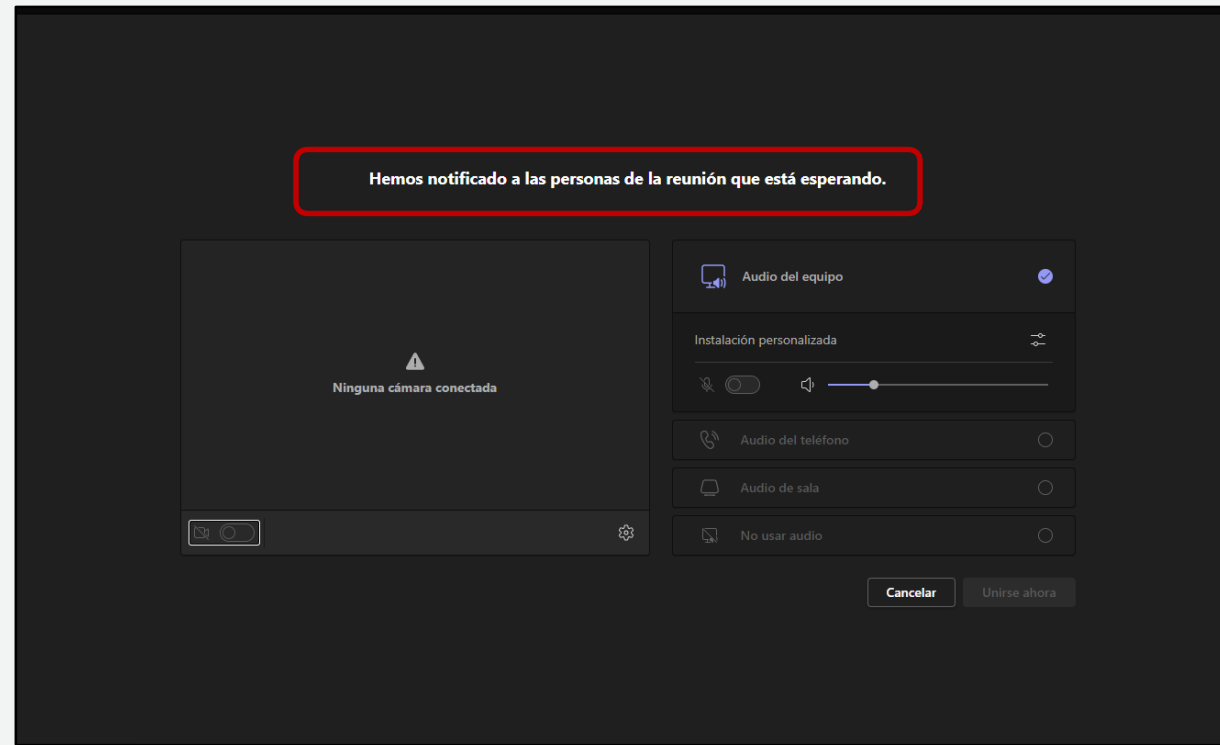 Hemos notificado a las personas de la reunión que está esperando.
Ninguna cámara conectada
Audio del equipo
Instalación personalizada
Audio del teléfono
Audio de sala
No usar audio
Cancelar
Unirse ahora